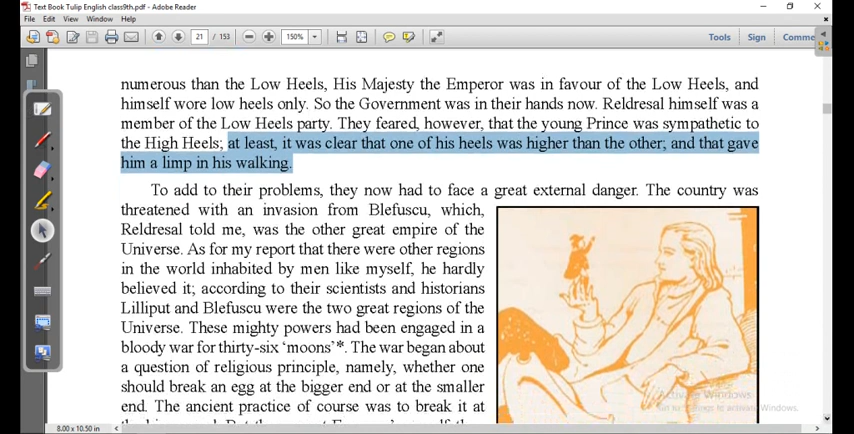 Text Book Tulip English class9th.pdf - Adobe Reader
File Edit View Window Help
21 / 153 150% Tools Sign Comme
numerous than the Low Heels, His Majesty the Emperor was in favour of the Low Heels, and
himself wore low heels only. So the Government was in their hands now. Reldresal himself was a
member of the Low Heels party. They feared, however, that the young Prince was sympathetic to
the High Heels; at least, it was clear that one of his heels was higher than the other; and that gave
him a limp in his walking.
To add to their problems, they now had to face a great external danger. The country was
threatened with an invasion from Blefuscu, which,
Reldresal told me, was the other great empire of the
Universe. As for my report that there were other regions
in the world inhabited by men like myself, he hardly
believed it; according to their scientists and historians
Lilliput and Blefuscu were the two great regions of the
Universe. These mighty powers had been engaged in a
bloody war for thirty-six ‘moons’*. The war began about
a question of religious principle, namely, whether one
should break an egg at the bigger end or at the smaller
end. The ancient practice of course was to break it at
Activate Windows
8.00 x 10.50 in